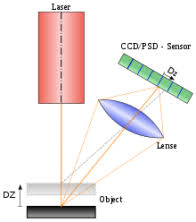 Laser
CCD/PSD - Sensor
Dz
Lense
DZ
Object